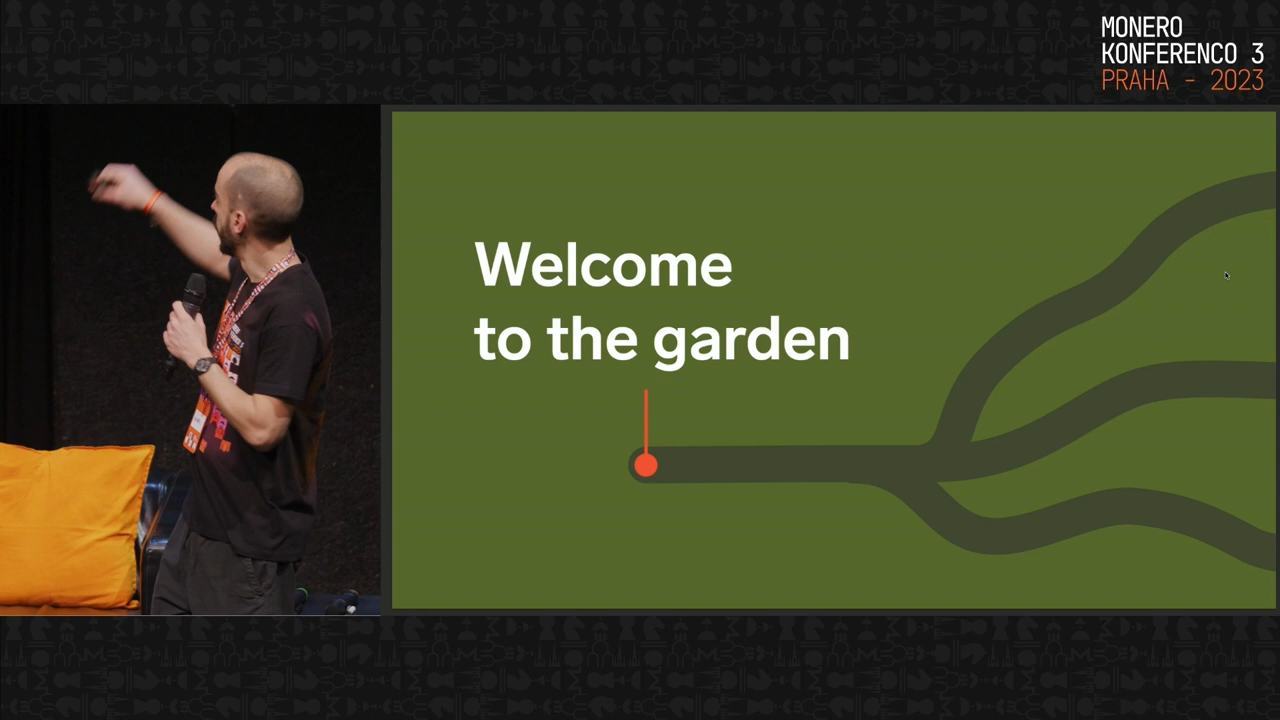 MONERO
KONFERENCO 3
PRAHA - 2023
Welcome
to the garden